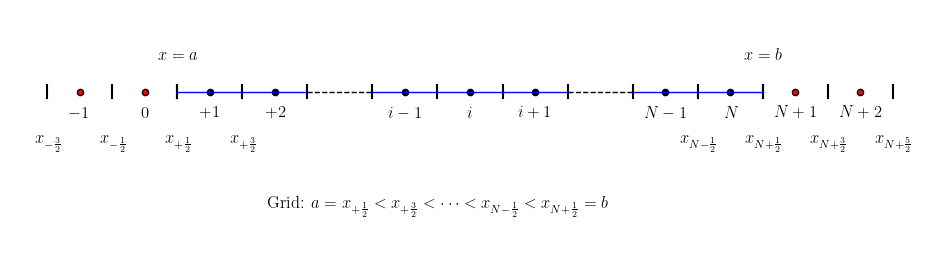 $x = a$ $x = b$
$-1$ $0$ $+1$ $+2$ $i-1$ $i$ $i+1$ $N-1$ $N$ $N+1$ $N+2$
$x_{-\frac{3}{2}}$ $x_{-\frac{1}{2}}$ $x_{+\frac{1}{2}}$ $x_{+\frac{3}{2}}$ $x_{N-\frac{1}{2}}$ $x_{N+\frac{1}{2}}$ $x_{N+\frac{3}{2}}$ $x_{N+\frac{5}{2}}$
Grid: $a = x_{+\frac{1}{2}} < x_{+\frac{3}{2}} < \cdots < x_{N-\frac{1}{2}} < x_{N+\frac{1}{2}} = b$